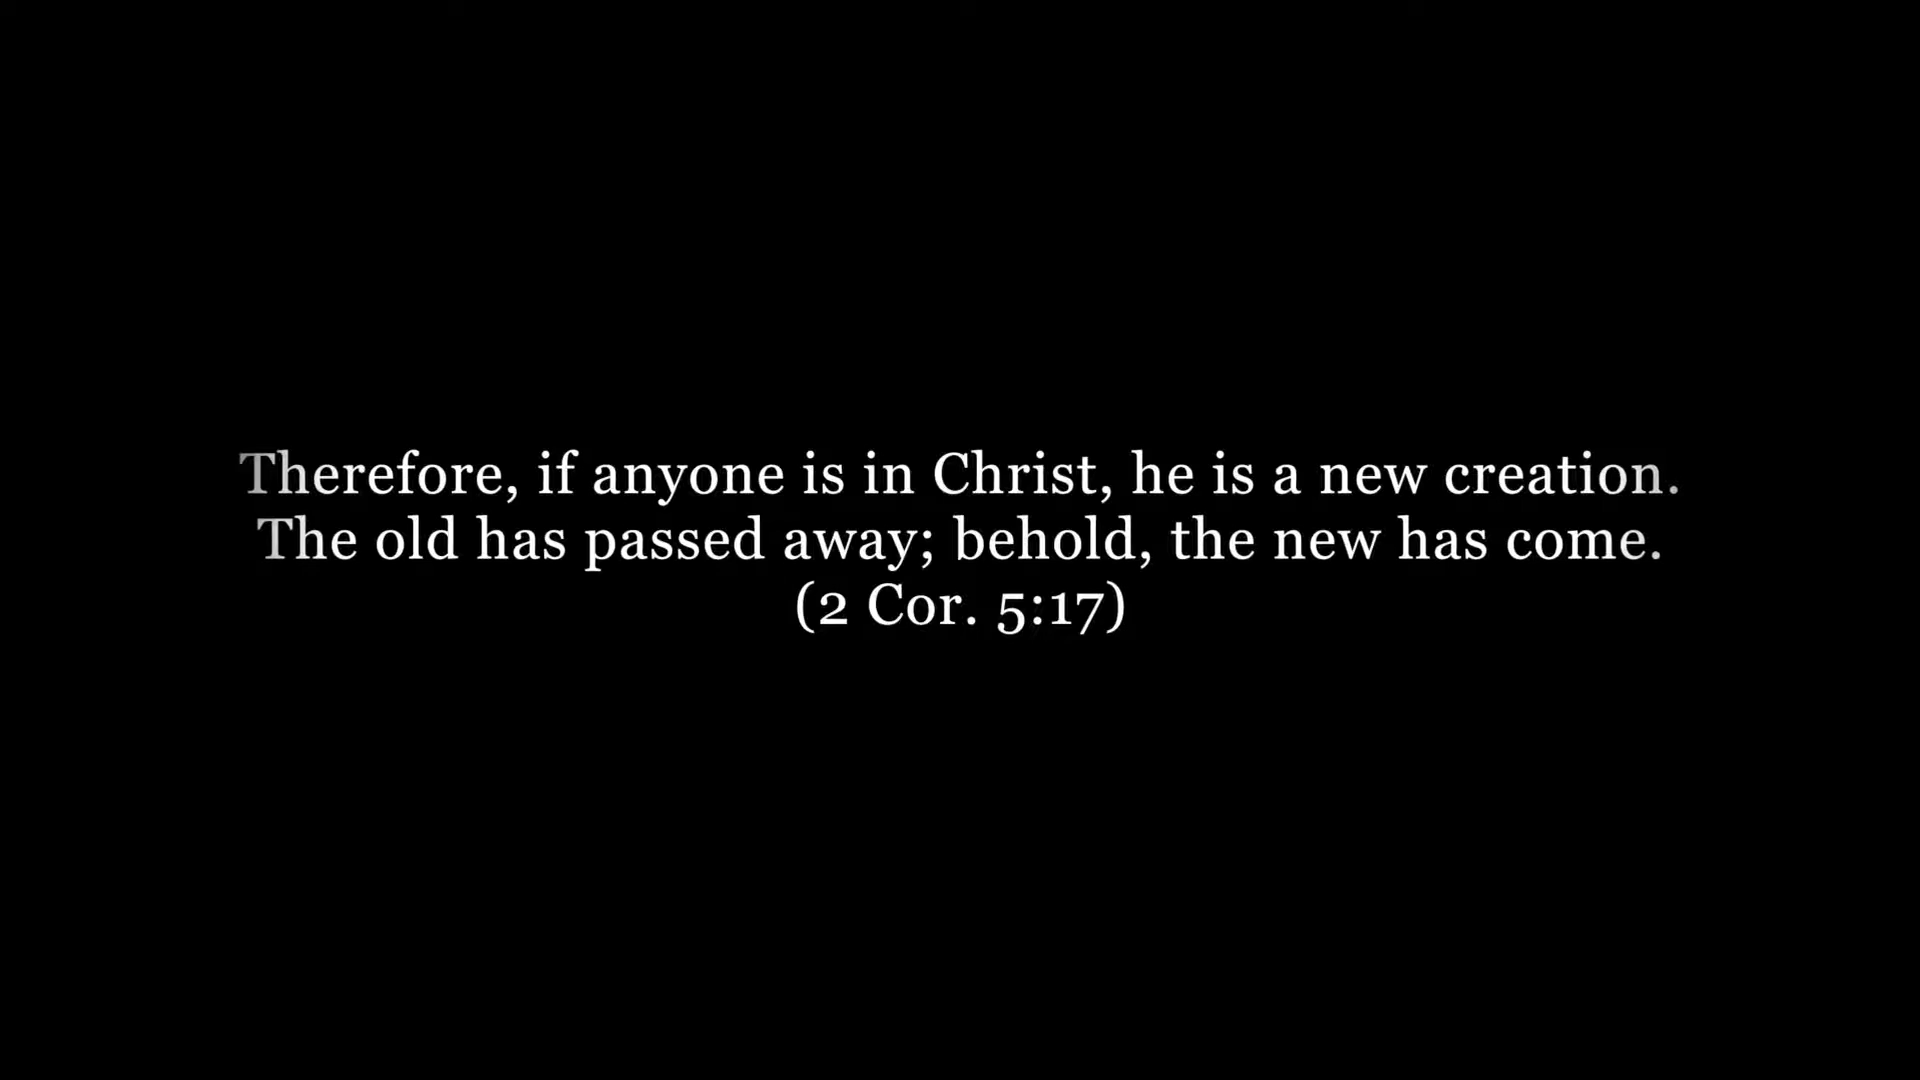 Therefore, if anyone is in Christ, he is a new creation.
The old has passed away; behold, the new has come.
(2 Cor. 5:17)